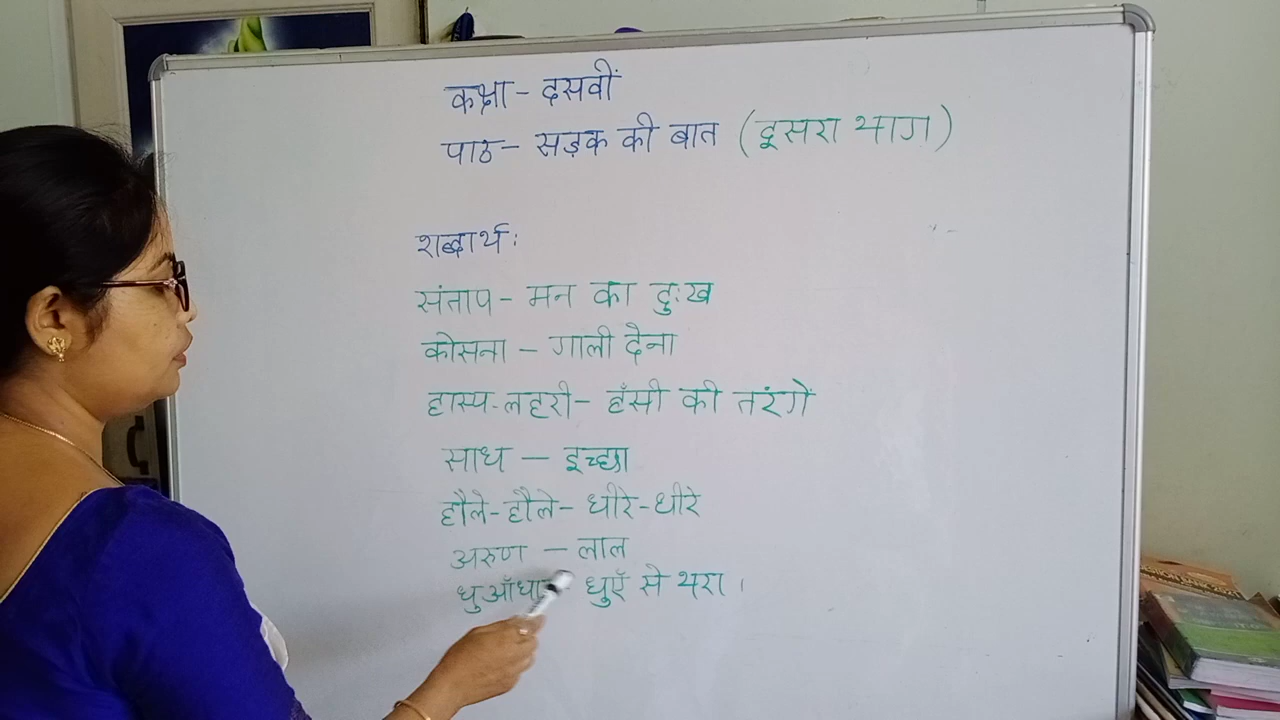 कक्षा - दसवीं
पाठ - सड़क की बात (दूसरा भाग)
शब्दार्थ:
संताप - मन का दुःख
कोसना - गाली देना
हास्य-लहरी - हँसी की तरंगें
साध - इच्छा
हौले-हौले - धीरे-धीरे
अरुण - लाल
धुएँ से भरा ।